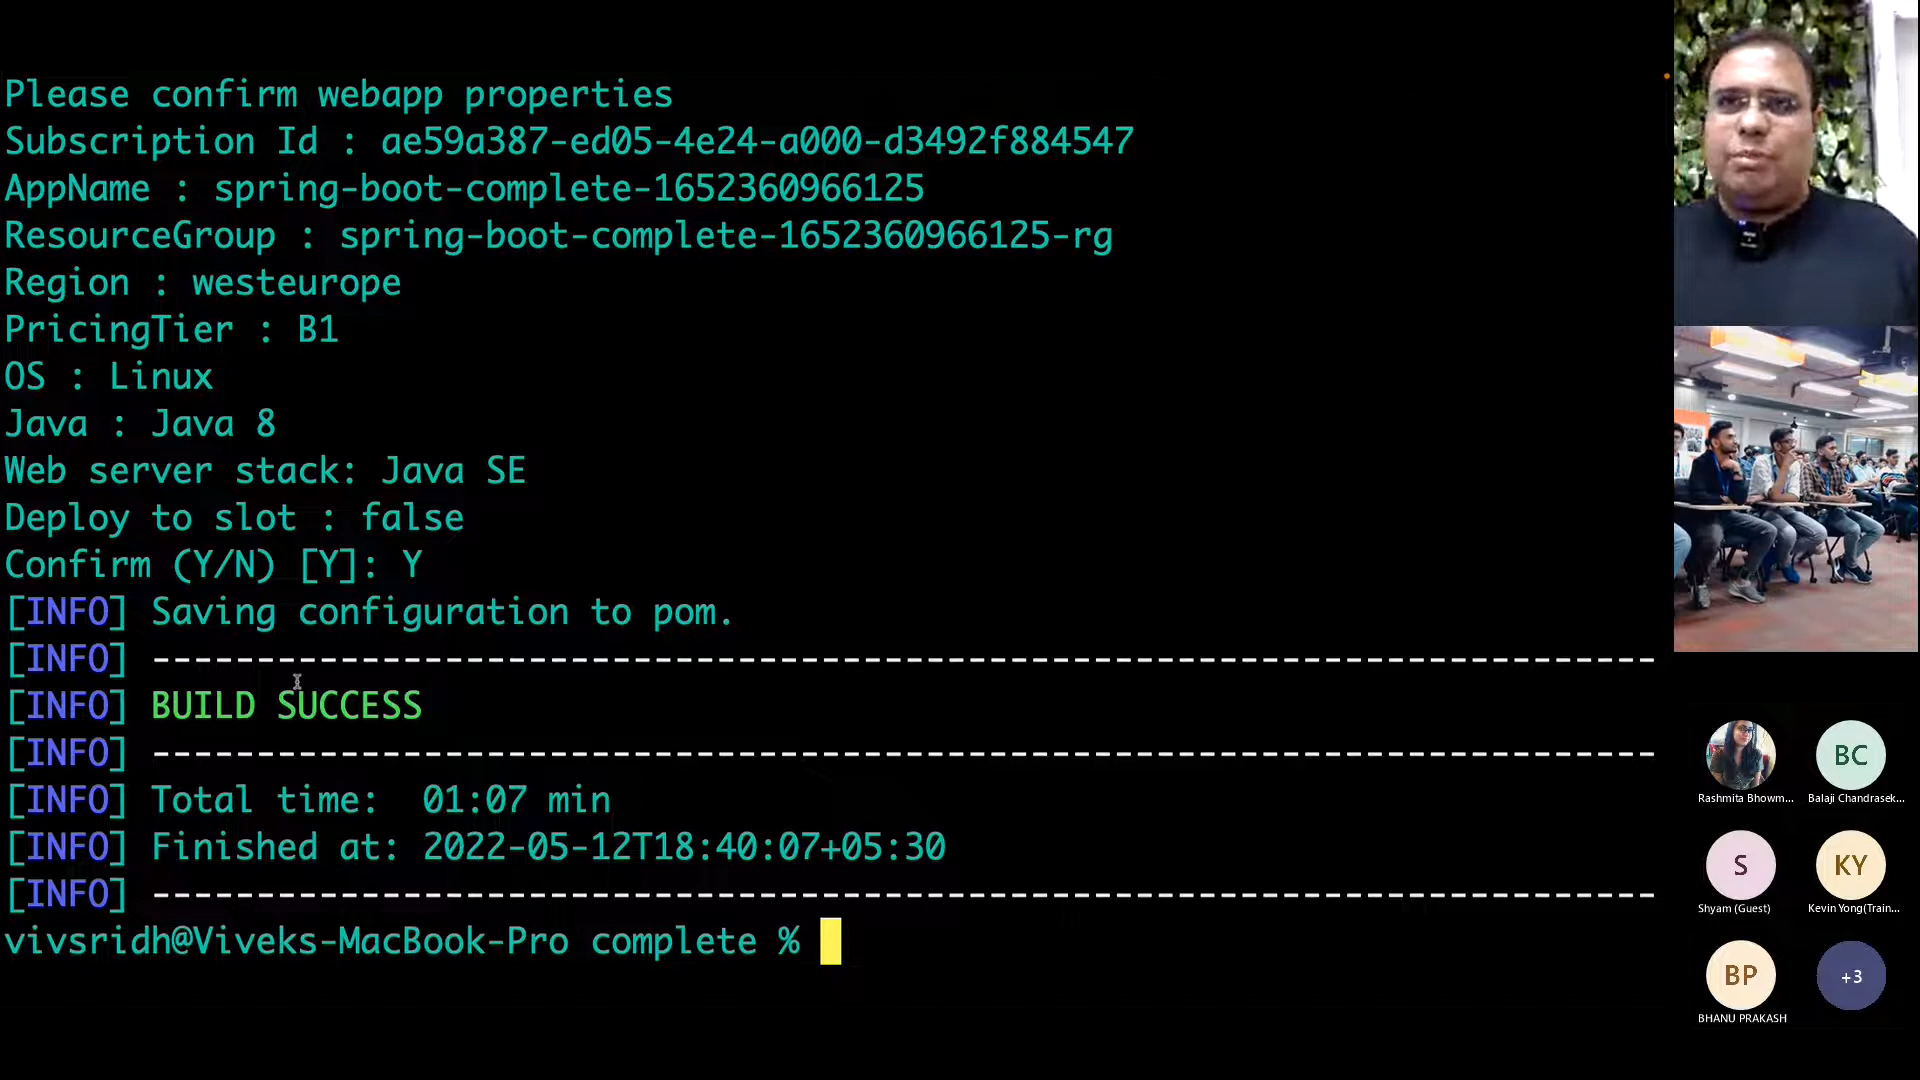 Please confirm webapp properties
Subscription Id : ae59a387-ed05-4e24-a000-d3492f884547
AppName : spring-boot-complete-1652360966125
ResourceGroup : spring-boot-complete-1652360966125-rg
Region : westeurope
PricingTier : B1
OS : Linux
Java : Java 8
Web server stack: Java SE
Deploy to slot : false
Confirm (Y/N) [Y]: Y
[INFO] Saving configuration to pom.
[INFO] ------------------------------------------------------------------------
[INFO] BUILD SUCCESS
[INFO] ------------------------------------------------------------------------
[INFO] Total time:  01:07 min
[INFO] Finished at: 2022-05-12T18:40:07+05:30
[INFO] ------------------------------------------------------------------------
vivsridh@Viveks-MacBook-Pro complete %
BC
Rashmita Bhowm... Balaji Chandrasek...
S KY
Shyam (Guest) Kevin Yong(Train...
BP +3
BHANU PRAKASH